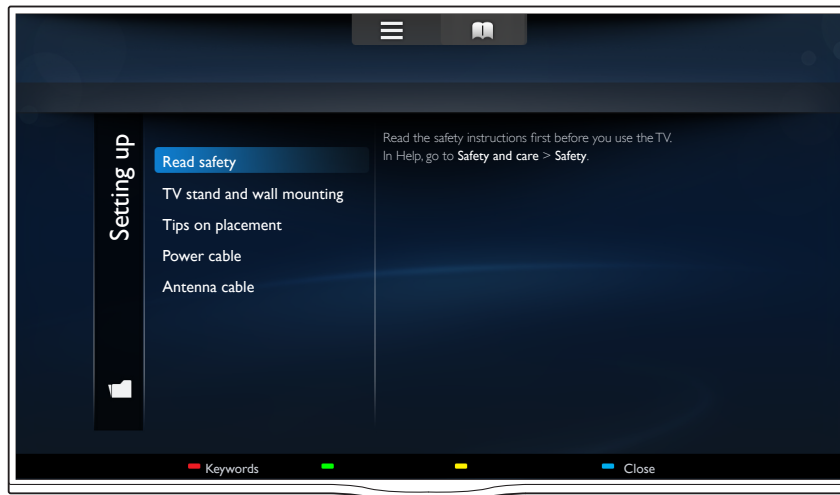 Setting up
Read safety
TV stand and wall mounting
Tips on placement
Power cable
Antenna cable
Read the safety instructions first before you use the TV.
In Help, go to Safety and care > Safety.
Keywords
Close